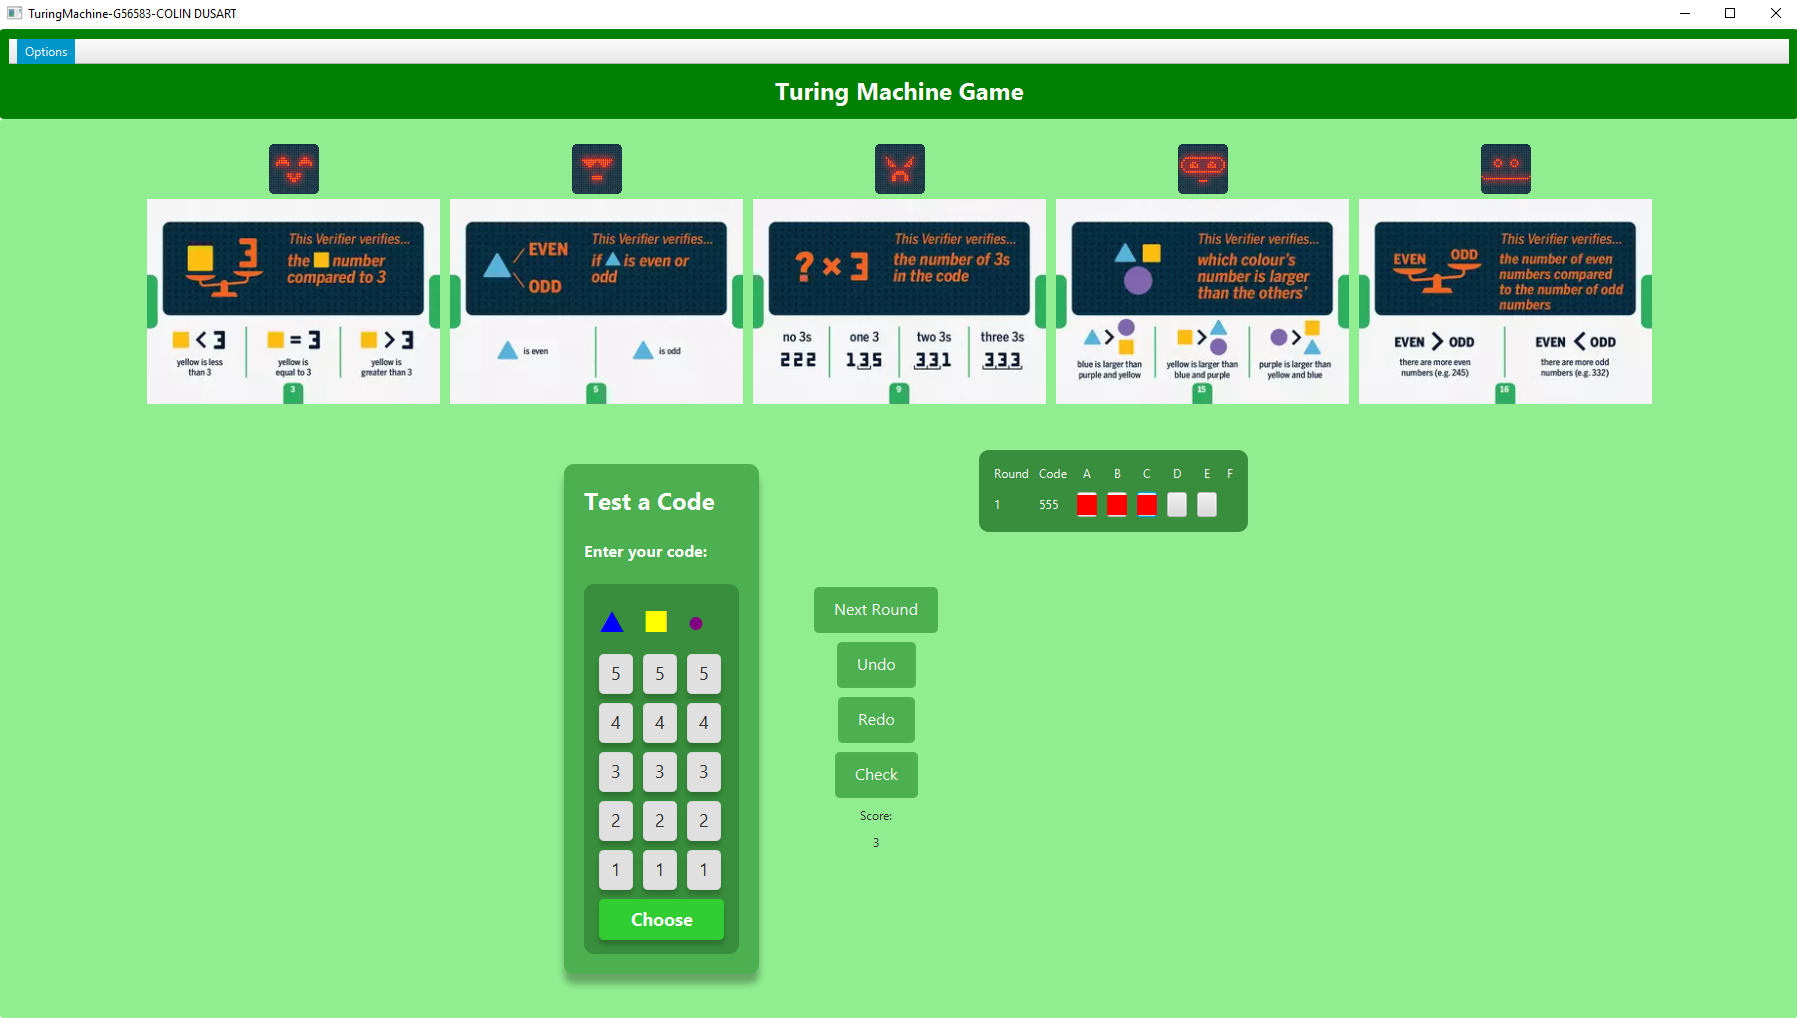 TuringMachine-G56583-COLIN DUSART
Options
Turing Machine Game
3
This Verifier verifies...
the number
compared to 3
< 3
= 3
> 3
yellow is less
than 3
yellow is
equal to 3
yellow is
greater than 3
3
EVEN
ODD
This Verifier verifies...
if is even or
odd
is even
is odd
5
? × 3
This Verifier verifies...
the number of 3s
in the code
no 3s
one 3
two 3s
three 3s
222
135
331
333
9
This Verifier verifies...
which colour's
number is larger
than the others'
>
>
>
blue is larger than
purple and yellow
yellow is larger than
blue and purple
purple is larger than
yellow and blue
15
EVEN
ODD
This Verifier verifies...
the number of even
numbers compared
to the number of odd
numbers
EVEN > ODD
EVEN < ODD
there are more even
numbers (e.g. 245)
there are more odd
numbers (e.g. 332)
16
Test a Code
Enter your code:
5 5 5
4 4 4
3 3 3
2 2 2
1 1 1
Choose
Next Round
Undo
Redo
Check
Score:
3
Round Code A B C D E F
1 555